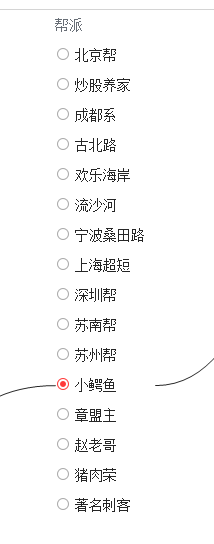 帮派
北京帮
炒股养家
成都系
古北路
欢乐海岸
流沙河
宁波桑田路
上海超短
深圳帮
苏南帮
苏州帮
小鳄鱼
章盟主
赵老哥
猪肉荣
著名刺客